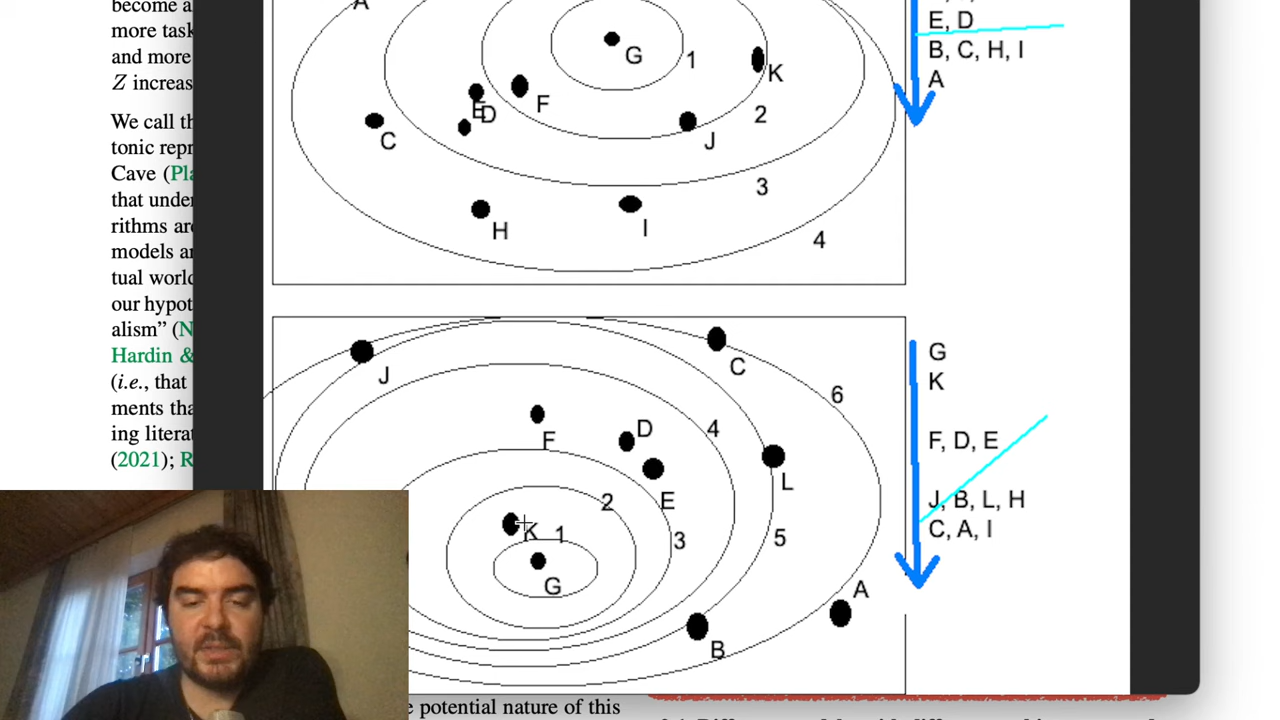 become a
more task
and more
Z increas
We call th
tonic repr
Cave (Pla
that under
rithms are
models ar
tual world
our hypot
alism” (N
Hardin &
(i.e., that
ments tha
ing literat
(2021); R
A
G
1
K
E
D
F
2
C
J
3
H
I
4
E, D
B, C, H, I
A
J
C
6
F
D
4
L
E
2
K
1
3
5
G
A
B
G
K
F, D, E
J, B, L, H
C, A, I
e potential nature of this